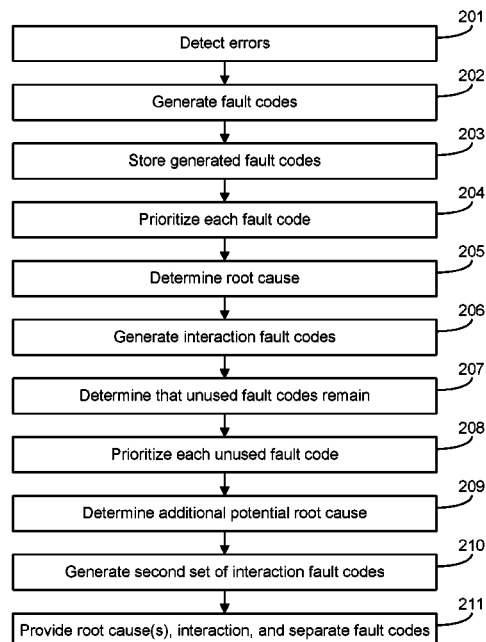 201
Detect errors
202
Generate fault codes
203
Store generated fault codes
204
Prioritize each fault code
205
Determine root cause
206
Generate interaction fault codes
207
Determine that unused fault codes remain
208
Prioritize each unused fault code
209
Determine additional potential root cause
210
Generate second set of interaction fault codes
211
Provide root cause(s), interaction, and separate fault codes